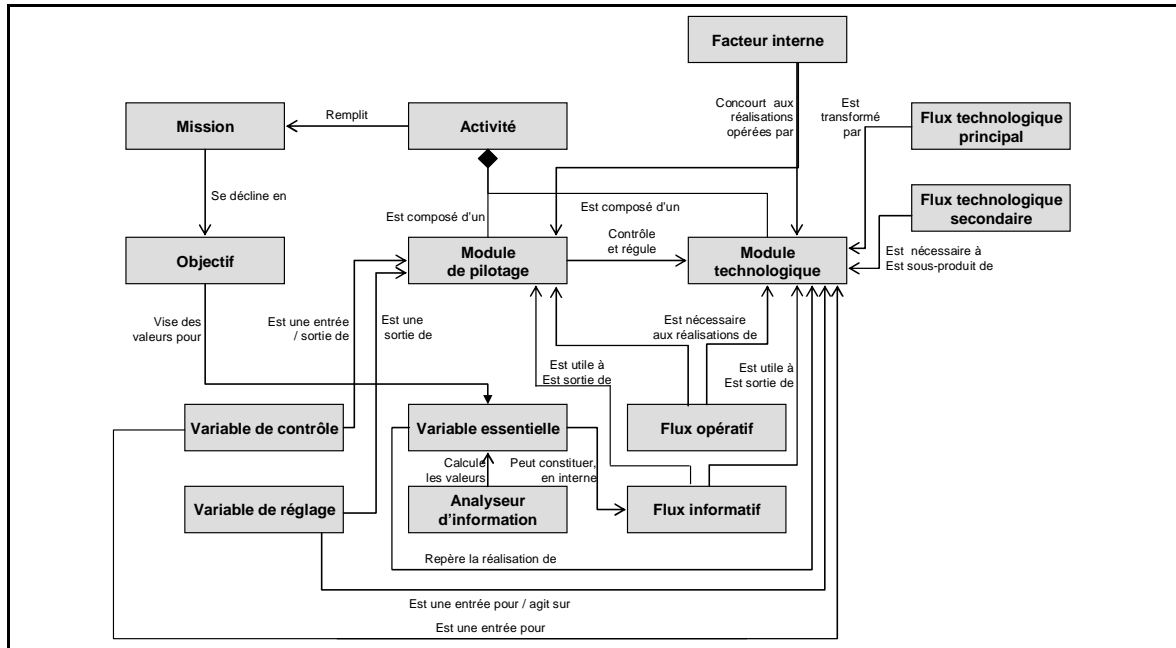 Facteur interne
Remplit
Concourt aux
réalisations
opérées par
Est
transformé
par
Mission
Activité
Flux technologique
principal
Se décline en
Est composé d'un
Est composé d'un
Flux technologique
secondaire
Objectif
Module
de pilotage
Contrôle
et régule
Module
technologique
Est nécessaire à
Est sous-produit de
Vise des
valeurs pour
Est une entrée
/ sortie de
Est une
sortie de
Est nécessaire
aux réalisations de
Est utile à
Est sortie de
Est utile à
Est sortie de
Variable de contrôle
Variable essentielle
Flux opératif
Calcule
les valeurs
Peut constituer,
en interne
Variable de réglage
Analyseur
d'information
Flux informatif
Repère la réalisation de
Est une entrée pour / agit sur
Est une entrée pour